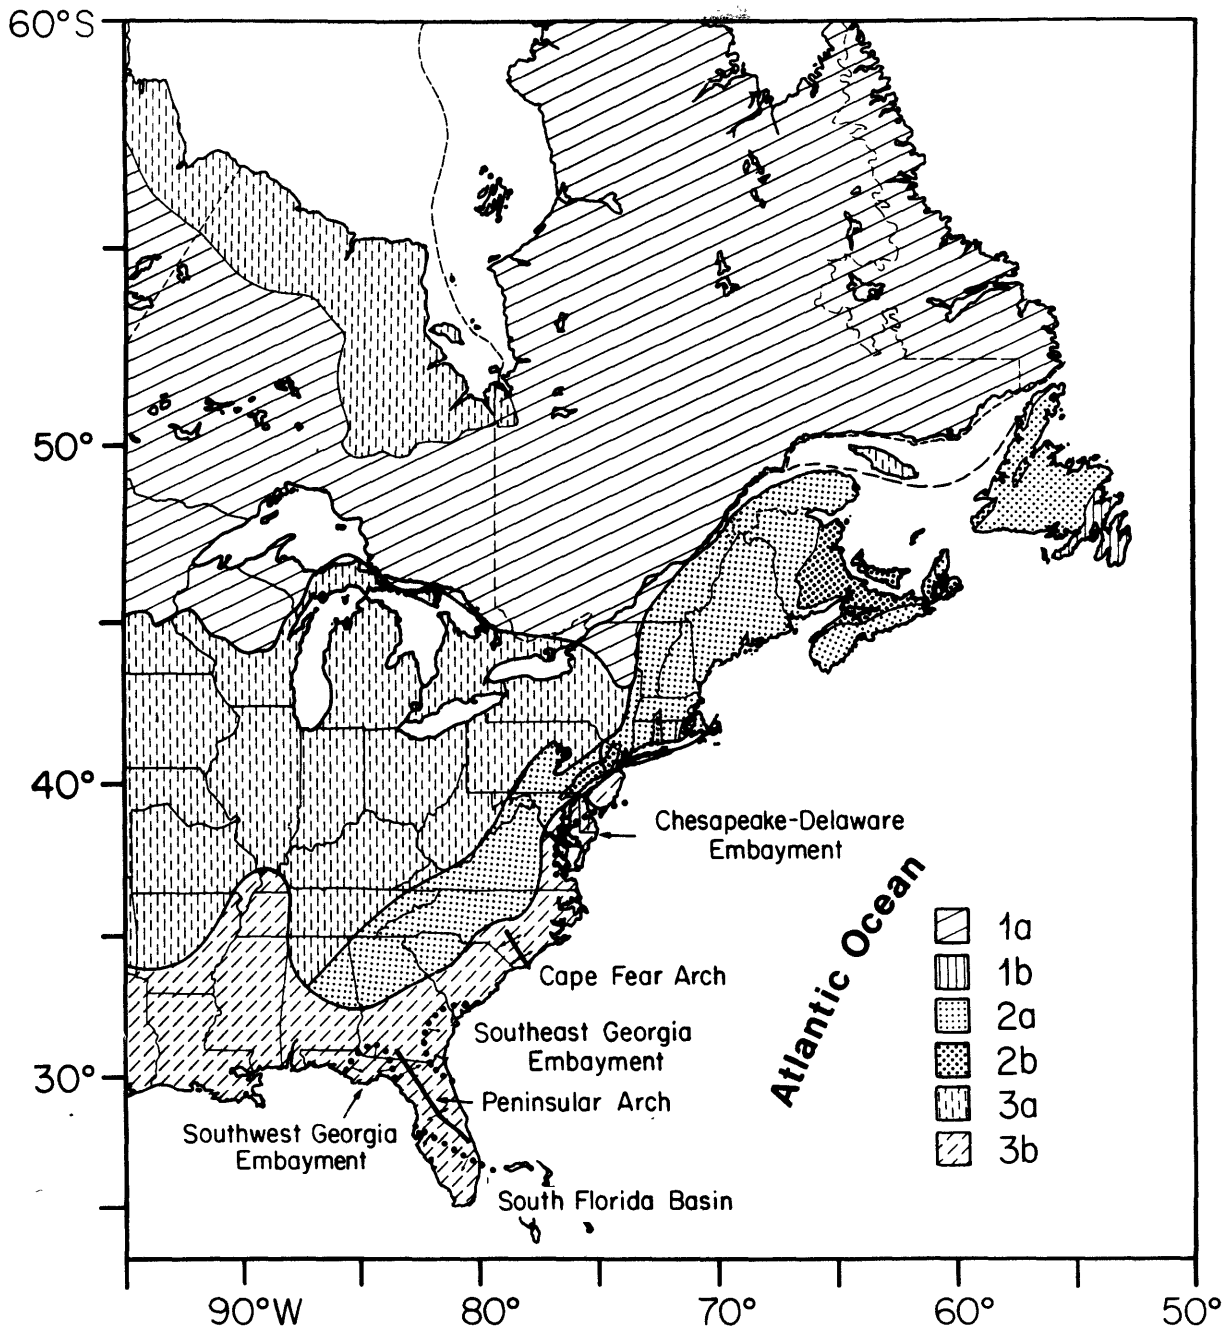 60°S
50°
40°
30°
90°W
80°
70°
60°
50°
Chesapeake-Delaware
Embayment
Atlantic Ocean
Cape Fear Arch
Southeast Georgia
Embayment
Peninsular Arch
Southwest Georgia
Embayment
South Florida Basin
1a
1b
2a
2b
3a
3b